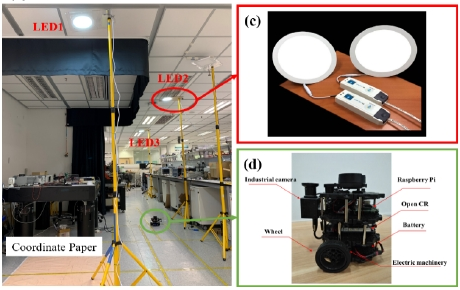 LED1
LED2
LED3
Coordinate Paper
(c)
(d)
Industrial camera
Raspberry Pi
Open CR
Battery
Wheel
Electric machinery